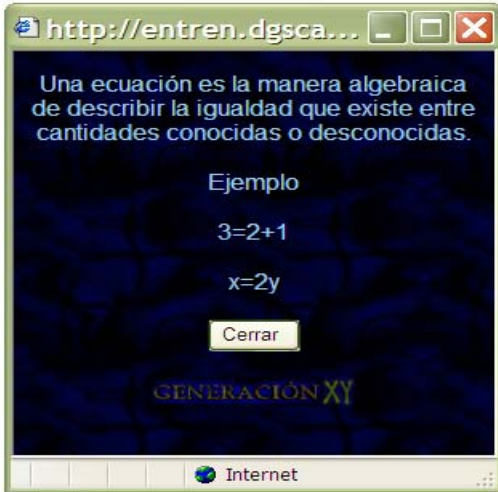 http://entren.dgsca...
Una ecuación es la manera algebraica
de describir la igualdad que existe entre
cantidades conocidas o desconocidas.
Ejemplo
3=2+1
x=2y
Cerrar
GENERACIÓN XY
Internet